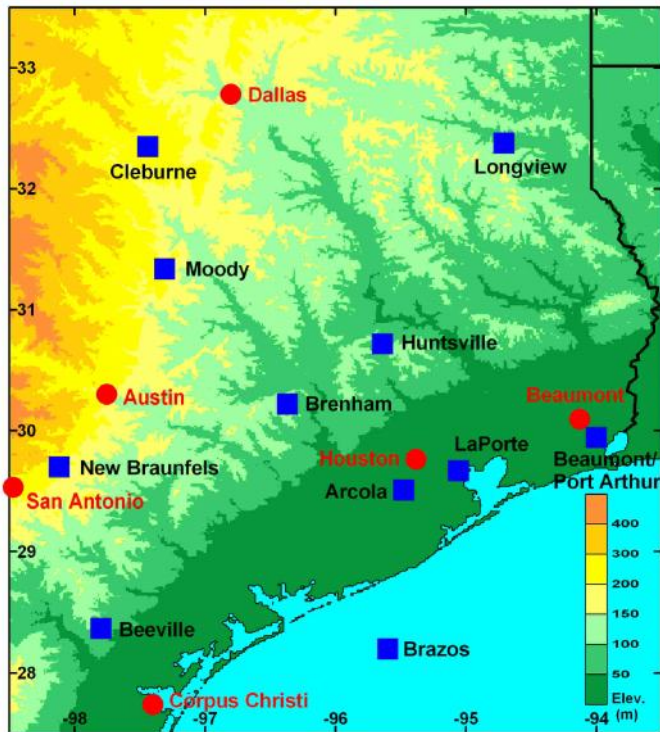 33
Dallas
Cleburne
Longview
32
Moody
31
Huntsville
Austin
Brenham
Beaumont
30
New Braunfels
Houston
LaPorte
Beaumont/
Port Arthur
San Antonio
Arcola
400
29
300
200
150
Beeville
100
Brazos
28
50
Corpus Christi
Elev.
(m)
-98
-97
-96
-95
-94